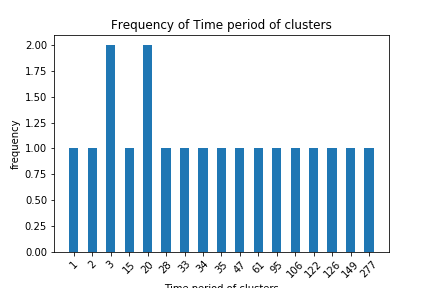 Frequency of Time period of clusters
2.00
1.75
1.50
1.25
1.00
0.75
0.50
0.25
0.00
frequency
1 2 3 15 20 28 33 34 35 47 61 95 106 122 126 149 277
Time period of clusters